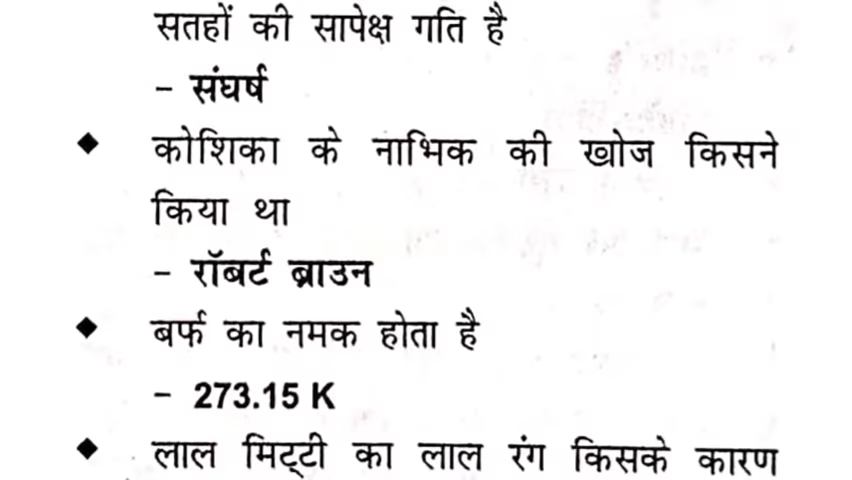 सतहों की सापेक्ष गति है
– संघर्ष
◆ कोशिका के नाभिक की खोज किसने
किया था
– रॉबर्ट ब्राउन
◆ बर्फ का नमक होता है
– 273.15 K
◆ लाल मिट्टी का लाल रंग किसके कारण